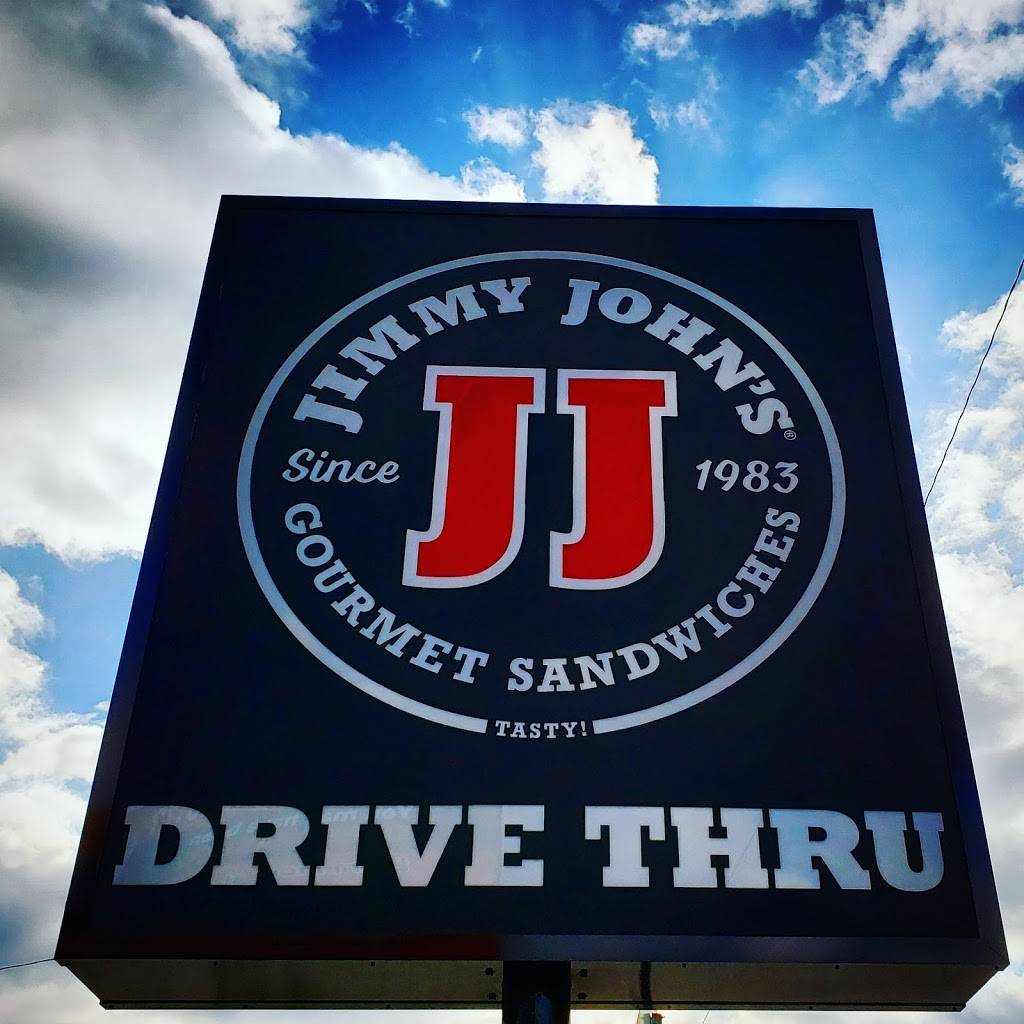 JIMMY JOHN'S®
Since JJ 1983
GOURMET SANDWICHES
TASTY!
DRIVE THRU